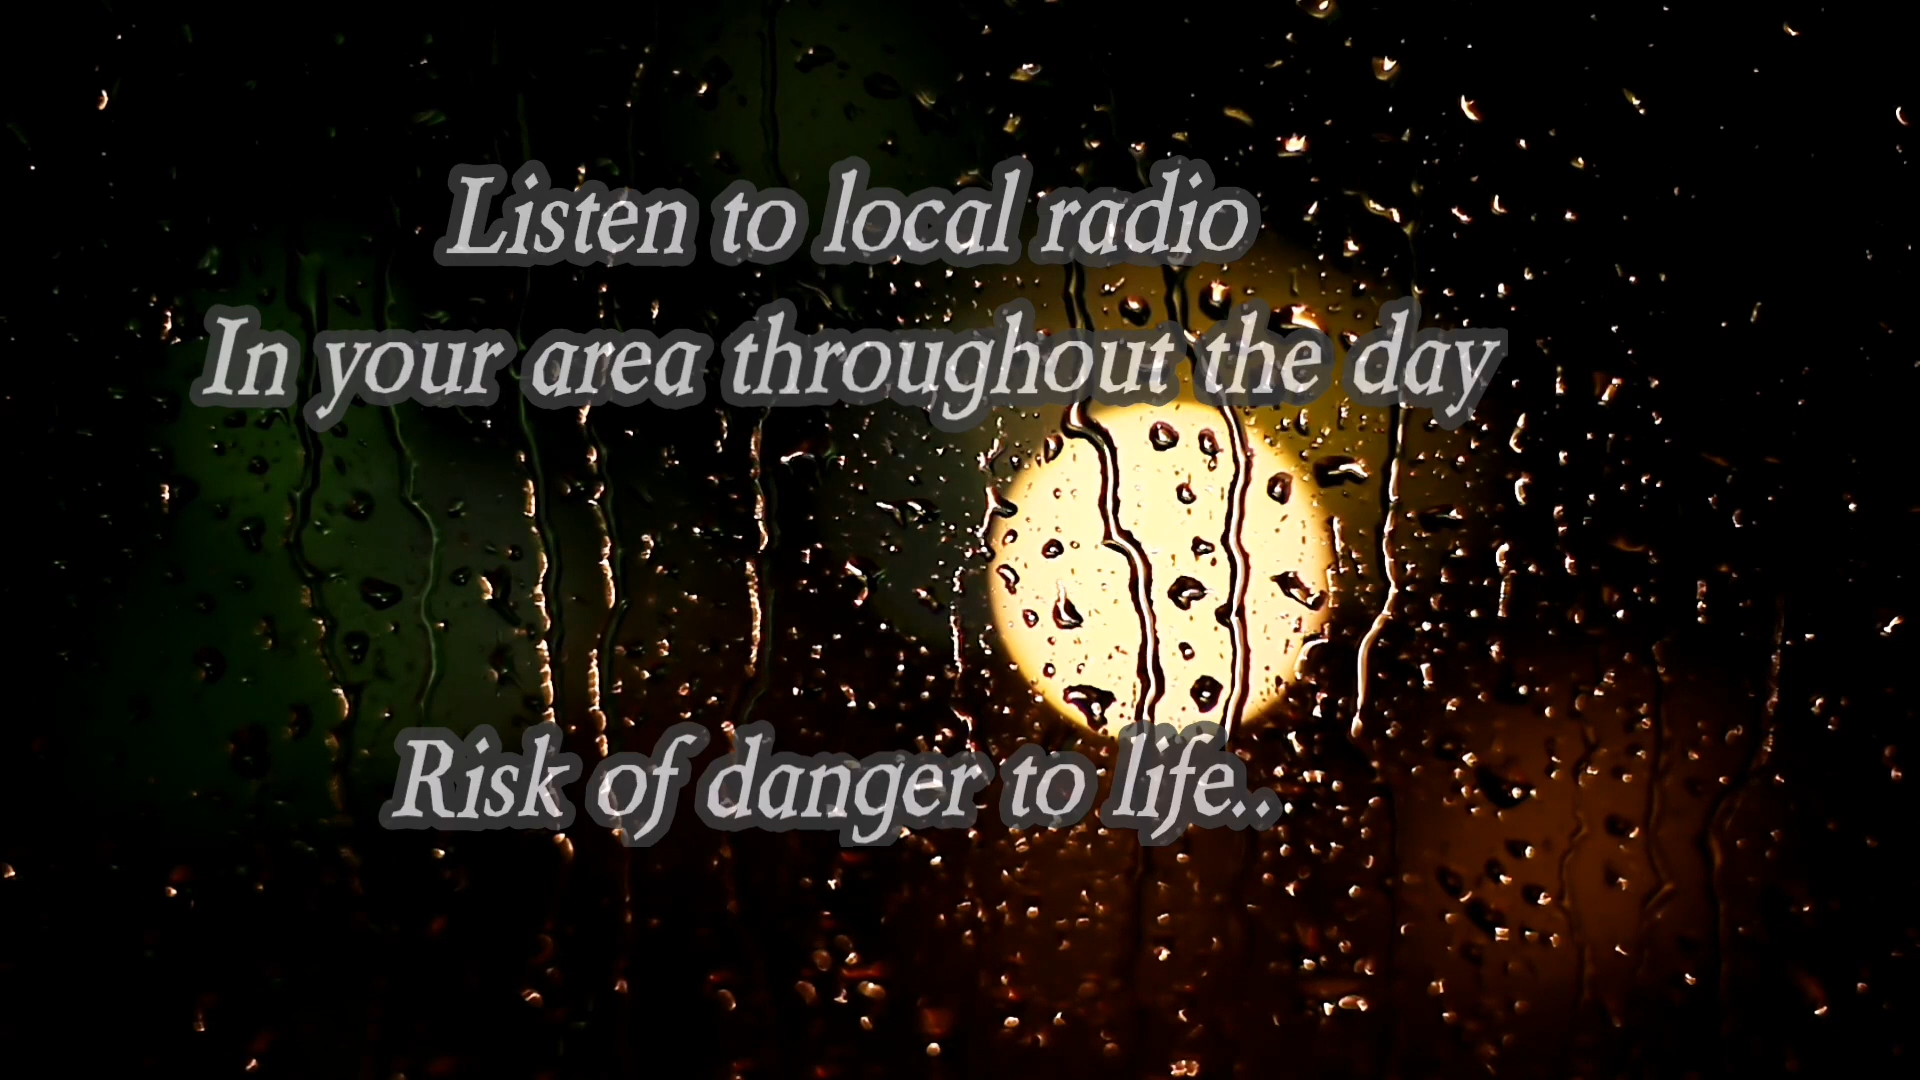 Listen to local radio
In your area throughout the day
Risk of danger to life..